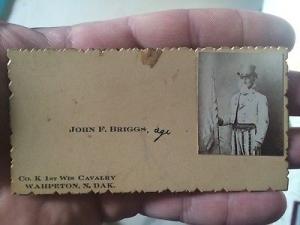 JOHN F. BRIGGS, age
CO. K 1ST WIS CAVALRY
WAHPETON, N. DAK.